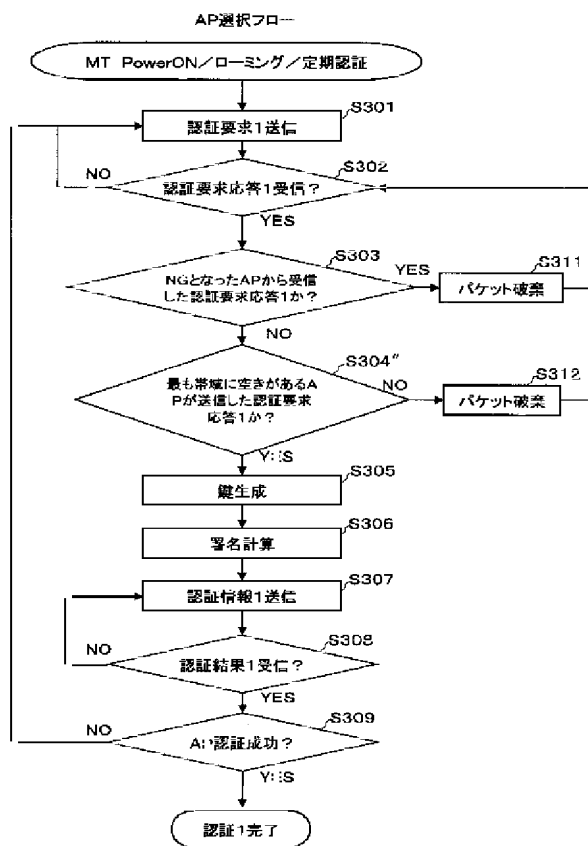 AP選択フロー
MT PowerON／ローミング／定期認証
S301
認証要求1送信
S302
NO
認証要求応答1受信？
YES
S303
NGとなったAPから受信
した認証要求応答1か？
YES
S311
パケット破棄
NO
S304″
最も帯域に空きがあるA
Pが送信した認証要求
応答1か？
NO
S312
パケット破棄
YES
S305
鍵生成
S306
署名計算
S307
認証情報1送信
S308
NO
認証結果1受信？
YES
S309
NO
AP認証成功？
YES
認証1完了